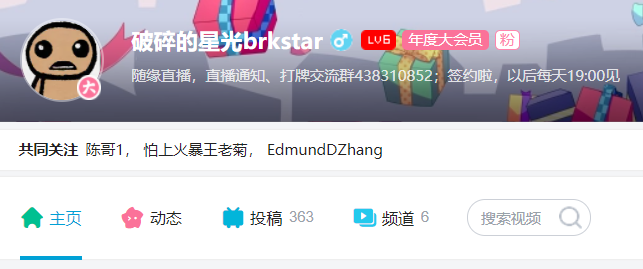 破碎的星光brkstar LV6 年度大会员 粉
大
随缘直播，直播通知、打牌交流群438310852；签约啦，以后每天19:00见
共同关注 陈哥1， 怕上火暴王老菊， EdmundDZhang
主页 动态 投稿 363 频道 6 搜索视频